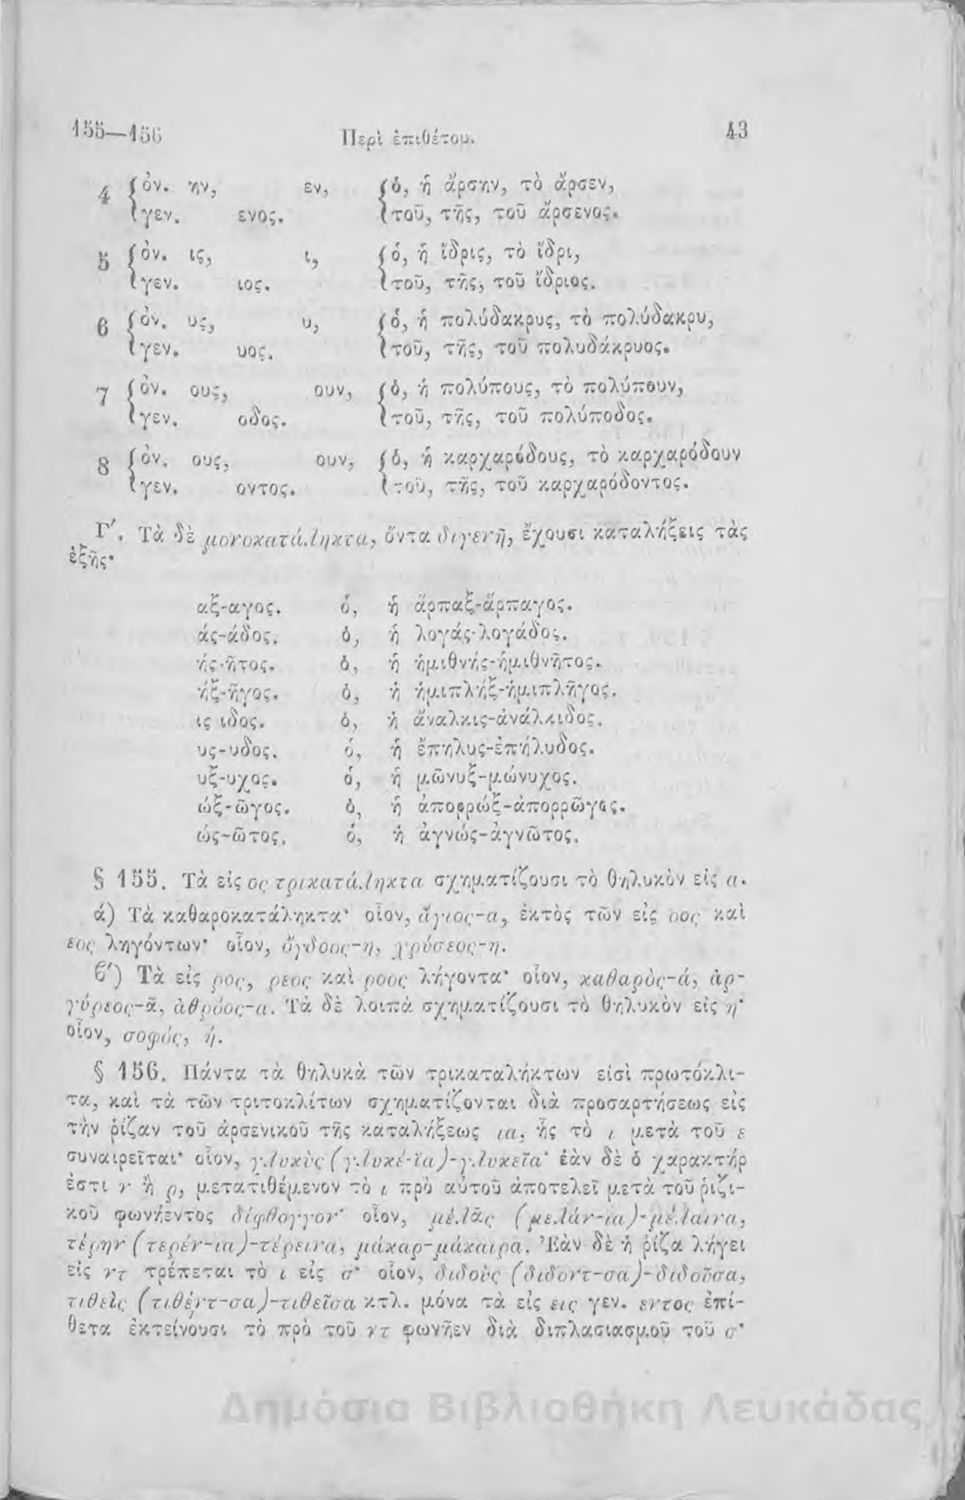 155—156 Περὶ ἐπιθέτου. 43
4 {ὀν. ην, εν, {ὁ, ἡ ἄρσην, τὸ ἄρσεν,
{γεν. ενος. {τοῦ, τῆς, τοῦ ἄρσενος.
5 {ὀν. ις, ι, {ὁ, ἡ ἴδρις, τὸ ἴδρι,
{γεν. ιος. {τοῦ, τῆς, τοῦ ἴδριος.
6 {ὀν. υς, υ, {ὁ, ἡ πολύδακρυς, τὸ πολύδακρυ,
{γεν. υος. {τοῦ, τῆς, τοῦ πολυδάκρυος.
7 {ὀν. ους, ουν, {ὁ, ἡ πολύπους, τὸ πολύπουν,
{γεν. οδος. {τοῦ, τῆς, τοῦ πολύποδος.
8 {ὀν. ους, ουν, {ὁ, ἡ καρχαρόδους, τὸ καρχαρόδουν
{γεν. οντος. {τοῦ, τῆς, τοῦ καρχαρόδοντος.
Γ΄. Τὰ δὲ μονοκατάληκτα, ὄντα διγενῆ, ἔχουσι καταλήξεις τὰς
ἑξῆς·
αξ-αγος. ὁ, ἡ ἅρπαξ-ἅρπαγος.
άς-άδος. ὁ, ἡ λογάς-λογάδος.
ής-ῆτος. ὁ, ἡ ἡμιθνής-ἡμιθνῆτος.
ήξ-ῆγος. ὁ, ἡ ἡμιπλήξ-ἡμιπλῆγος.
ις ιδος. ὁ, ἡ ἄναλκις-ἀνάλκιδος.
υς-υδος. ὁ, ἡ ἔπηλυς-ἐπήλυδος.
υξ-υχος. ὁ, ἡ μῶνυξ-μώνυχος.
ώξ-ῶγος. ὁ, ἡ ἀποῤῥώξ-ἀποῤῥῶγος.
ώς-ῶτος. ὁ, ἡ ἀγνώς-ἀγνῶτος.
§ 155. Τὰ εἰς ος τρικατάληκτα σχηματίζουσι τὸ θηλυκὸν εἰς α.
ά) Τὰ καθαροκατάληκτα· οἷον, ἅγιος-α, ἐκτὸς τῶν εἰς οος καὶ
εος ληγόντων· οἷον, ὄγδοος-η, χρύσεος-η.
β΄) Τὰ εἰς ρος, ρεος καὶ ροος λήγοντα· οἷον, καθαρὸς-ά, ἀρ-
γύρεος-ᾶ, ἀθρόος-α. Τὰ δὲ λοιπὰ σχηματίζουσι τὸ θηλυκὸν εἰς η·
οἷον, σοφός, ή.
§ 156. Πάντα τὰ θηλυκὰ τῶν τρικαταλήκτων εἰσὶ πρωτόκλι-
τα, καὶ τὰ τῶν τριτοκλίτων σχηματίζονται διὰ προσαρτήσεως εἰς
τὴν ῥίζαν τοῦ ἀρσενικοῦ τῆς καταλήξεως ια, ἧς τὸ ι μετὰ τοῦ ε
συναιρεῖται· οἷον, γλυκὺς (γλυκέ-ϊα)-γλυκεῖα· ἐὰν δὲ ὁ χαρακτήρ
ἐστι ν ἢ ρ, μετατιθέμενον τὸ ι πρὸ αὐτοῦ ἀποτελεῖ μετὰ τοῦ ῥιζι-
κοῦ φωνήεντος δίφθογγον· οἷον, μέλᾶς (μελάν-ια)-μέλαινα,
τέρην (τερέν-ια)-τέρεινα, μάκαρ-μάκαιρα. Ἐὰν δὲ ἡ ῥίζα λήγει
εἰς ντ τρέπεται τὸ ι εἰς σ· οἷον, διδοὺς (διδοντ-σα)-διδοῦσα,
τιθεὶς (τιθέντ-σα)-τιθεῖσα κτλ. μόνα τὰ εἰς εις γεν. εντος ἐπί-
θετα ἐκτείνουσι τὸ πρὸ τοῦ ντ φωνῆεν διὰ διπλασιασμοῦ τοῦ σ·
Δημόσια Βιβλιοθήκη Λευκάδας